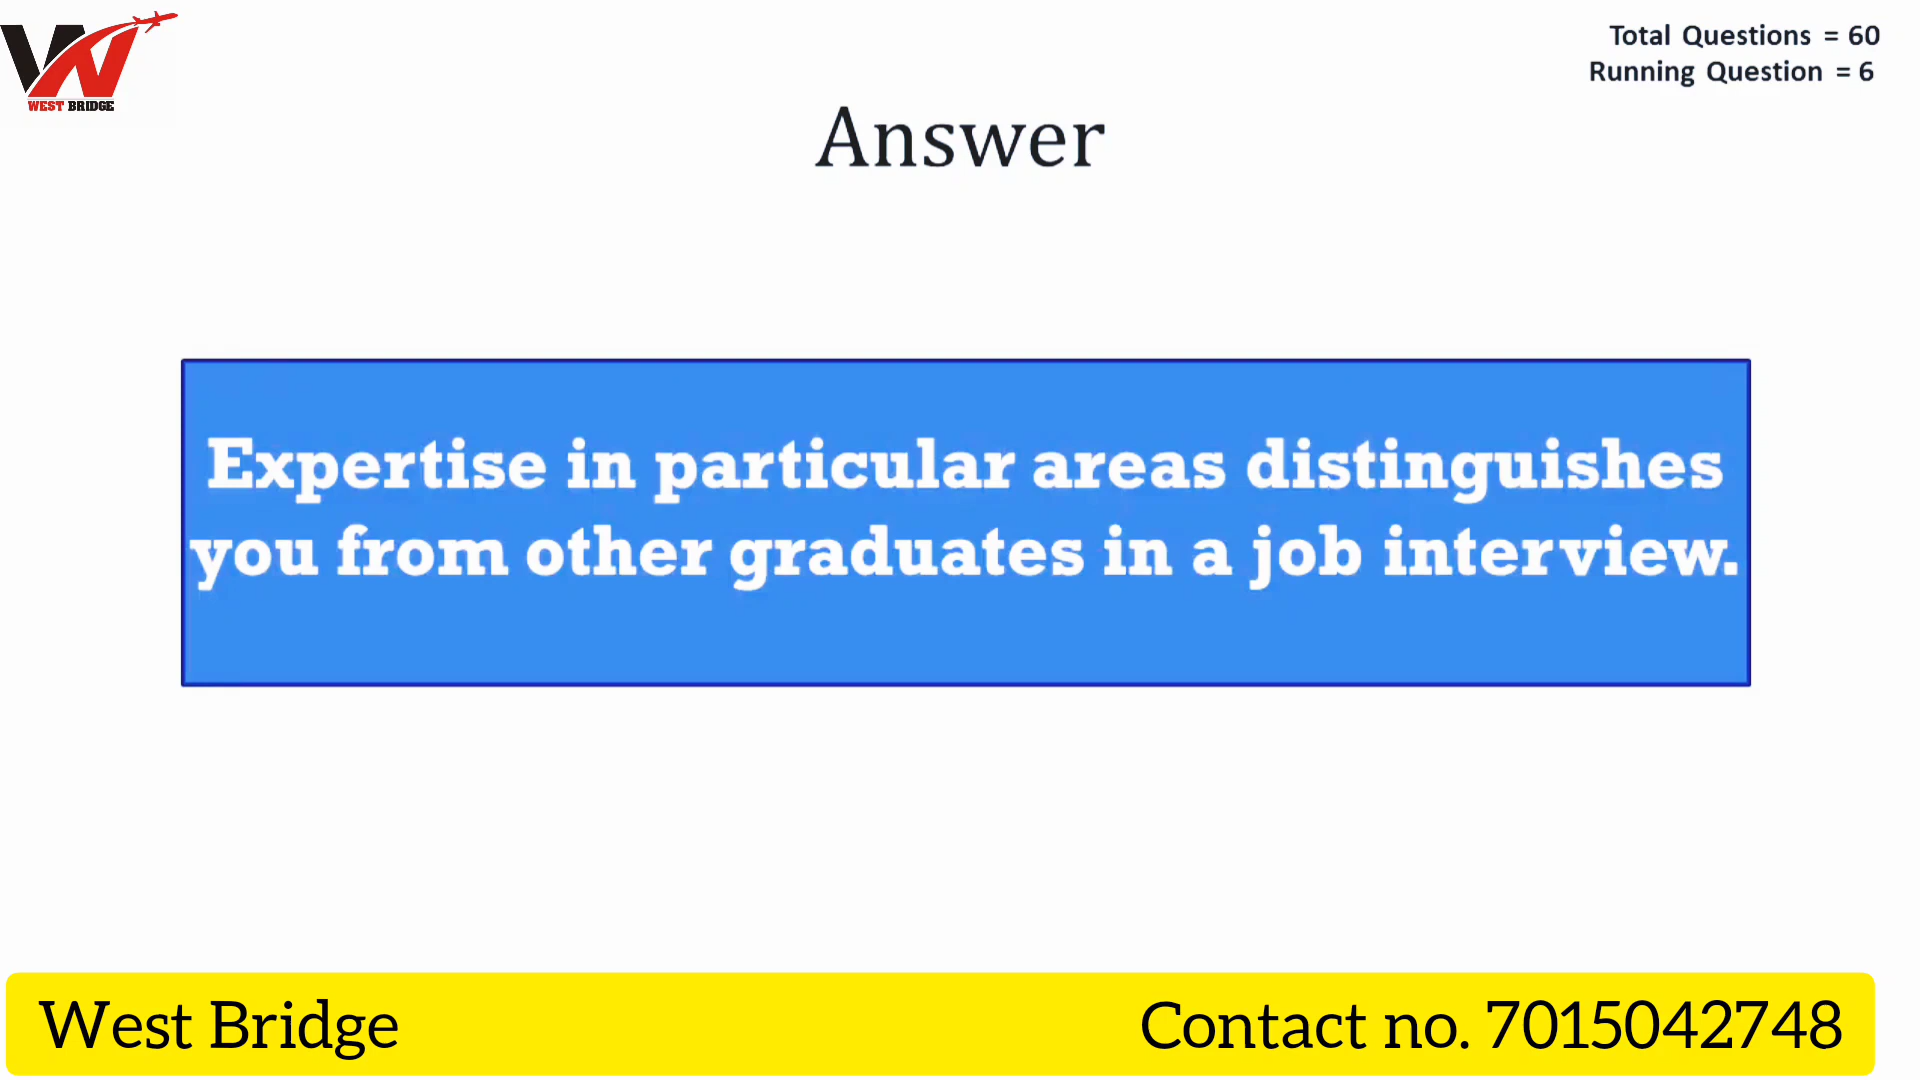 WEST BRIDGE
Total Questions = 60
Running Question = 6
Answer
Expertise in particular areas distinguishes
you from other graduates in a job interview.
West Bridge
Contact no. 7015042748